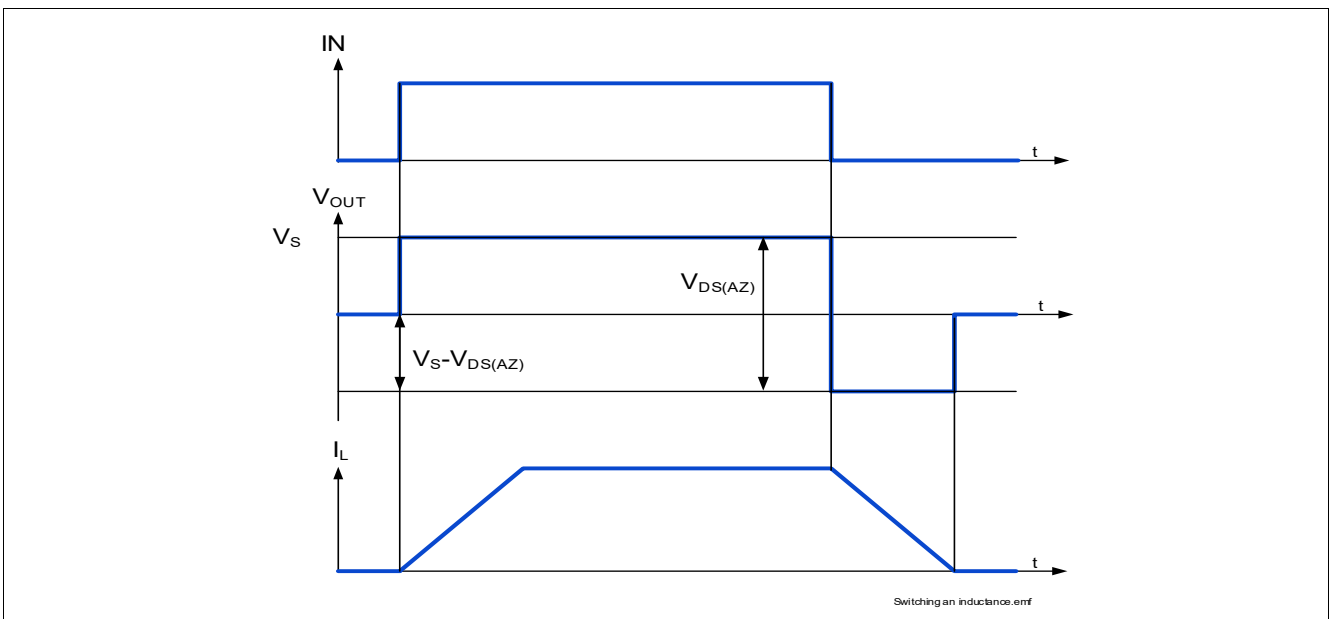 IN
t
VOUT
VS
VDS(AZ)
t
VS-VDS(AZ)
IL
t
Switching an inductance.emf